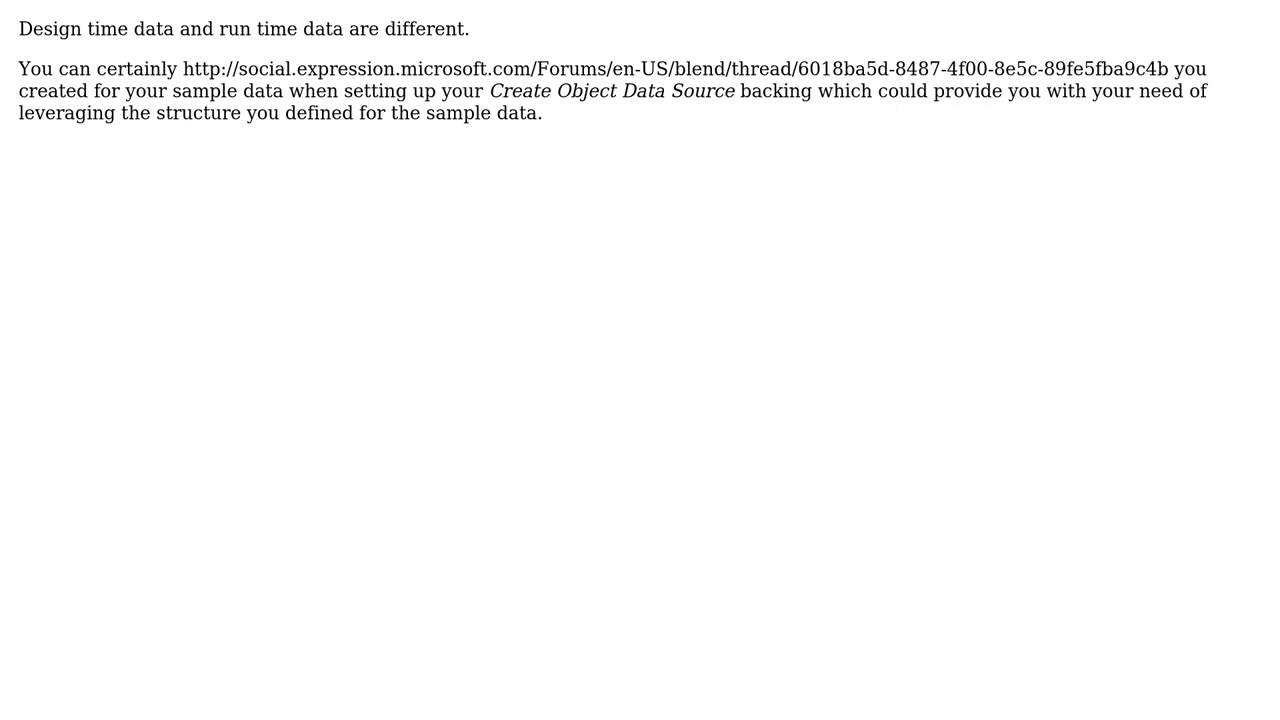 Design time data and run time data are different.
You can certainly http://social.expression.microsoft.com/Forums/en-US/blend/thread/6018ba5d-8487-4f00-8e5c-89fe5fba9c4b you
created for your sample data when setting up your Create Object Data Source backing which could provide you with your need of
leveraging the structure you defined for the sample data.